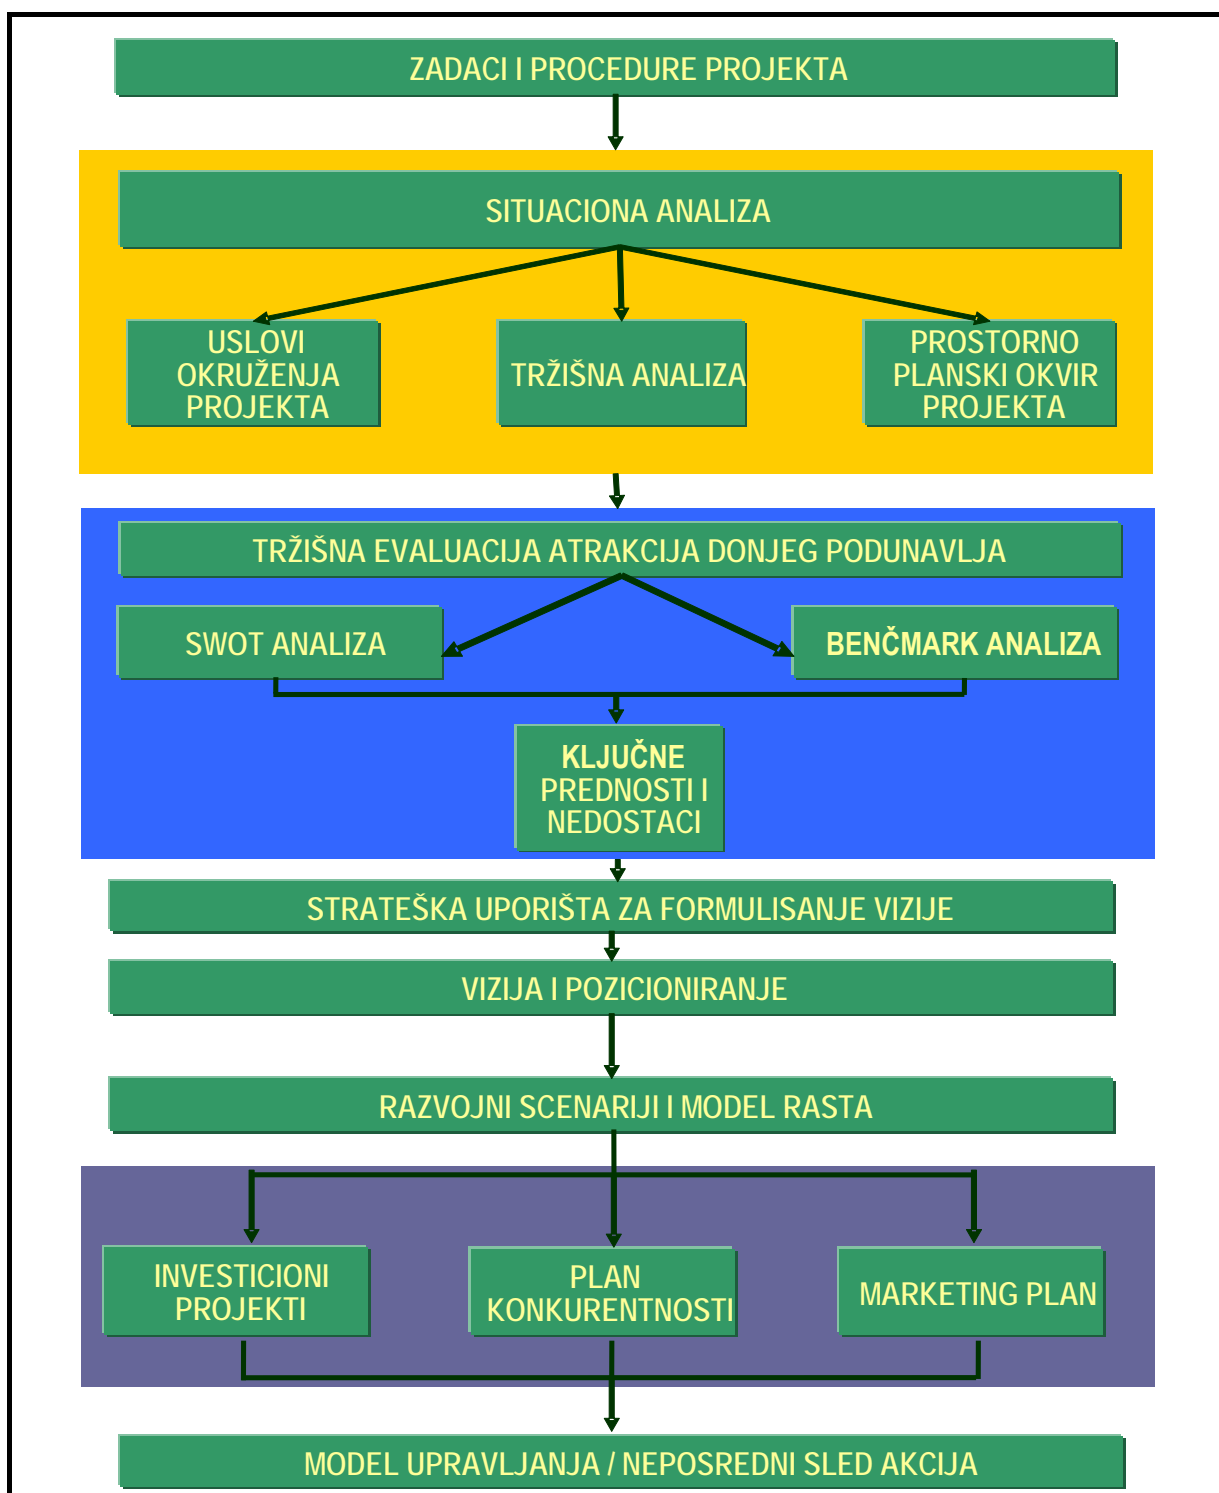 ZADACI I PROCEDURE PROJEKTA
SITUACIONA ANALIZA
USLOVI
OKRUŽENJA
PROJEKTA
TRŽIŠNA ANALIZA
PROSTORNO
PLANSKI OKVIR
PROJEKTA
TRŽIŠNA EVALUACIJA ATRAKCIJA DONJEG PODUNAVLJA
SWOT ANALIZA
BENČMARK ANALIZA
KLJUČNE
PREDNOSTI I
NEDOSTACI
STRATEŠKA UPORIŠTA ZA FORMULISANJE VIZIJE
VIZIJA I POZICIONIRANJE
RAZVOJNI SCENARIJI I MODEL RASTA
INVESTICIONI
PROJEKTI
PLAN
KONKURENTNOSTI
MARKETING PLAN
MODEL UPRAVLJANJA / NEPOSREDNI SLED AKCIJA